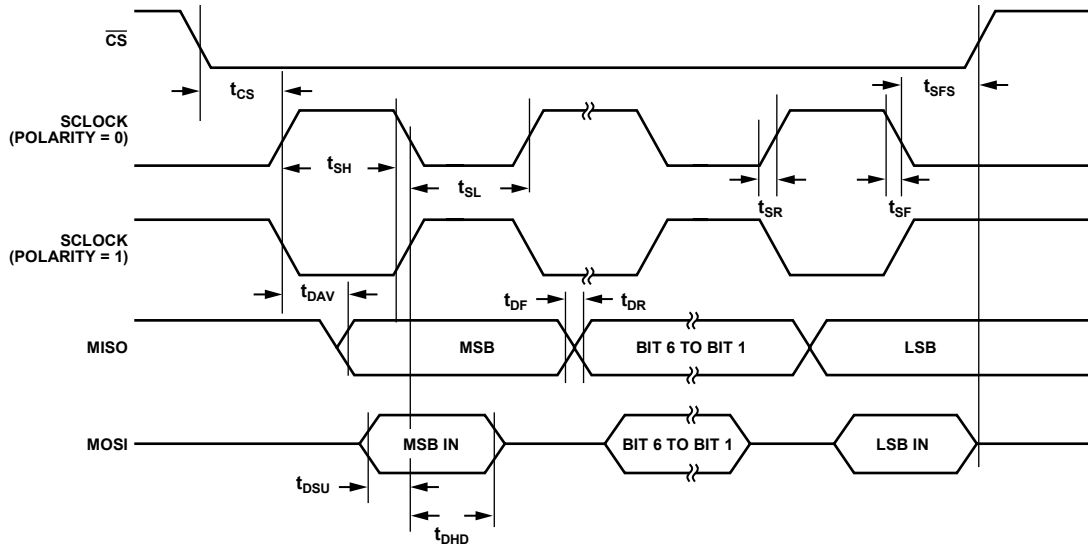 CS
tCS
tSFS
SCLOCK
(POLARITY = 0)
tSH
tSL
tSR
tSF
SCLOCK
(POLARITY = 1)
tDAV
tDF
tDR
MISO
MSB
BIT 6 TO BIT 1
LSB
MOSI
MSB IN
BIT 6 TO BIT 1
LSB IN
tDSU
tDHD